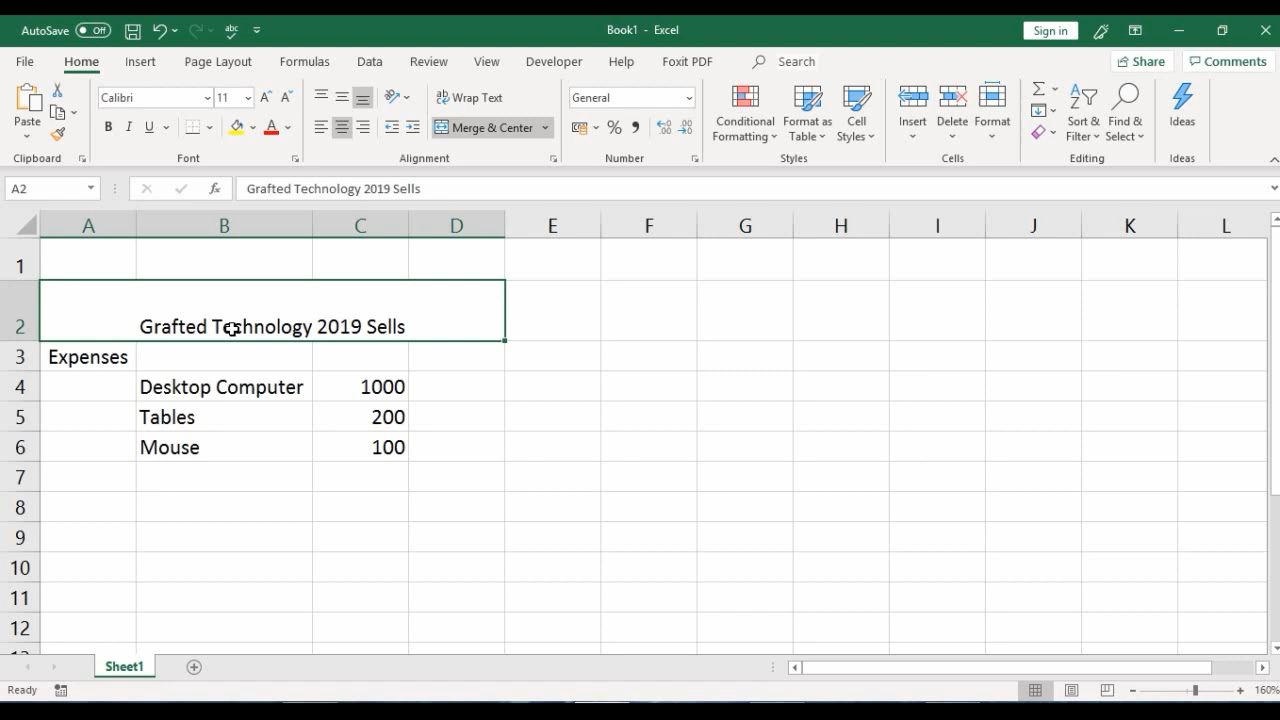 AutoSave Off Book1 - Excel Sign in
File Home Insert Draw Page Layout Formulas Data Review View Developer Help Foxit PDF Search Share Comments
Calibri 11 Wrap Text General
Paste B I U A Merge & Center % , Conditional Formatting Format as Table Cell Styles Insert Delete Format Sort & Filter Find & Select Ideas
Clipboard Font Alignment Number Styles Cells Editing Ideas
A2 fx Grafted Technology 2019 Sells
A B C D E F G H I J K L
1
2 Grafted Technology 2019 Sells
3 Expenses
4 Desktop Computer 1000
5 Tables 200
6 Mouse 100
7
8
9
10
11
12
Sheet1
Ready 160%